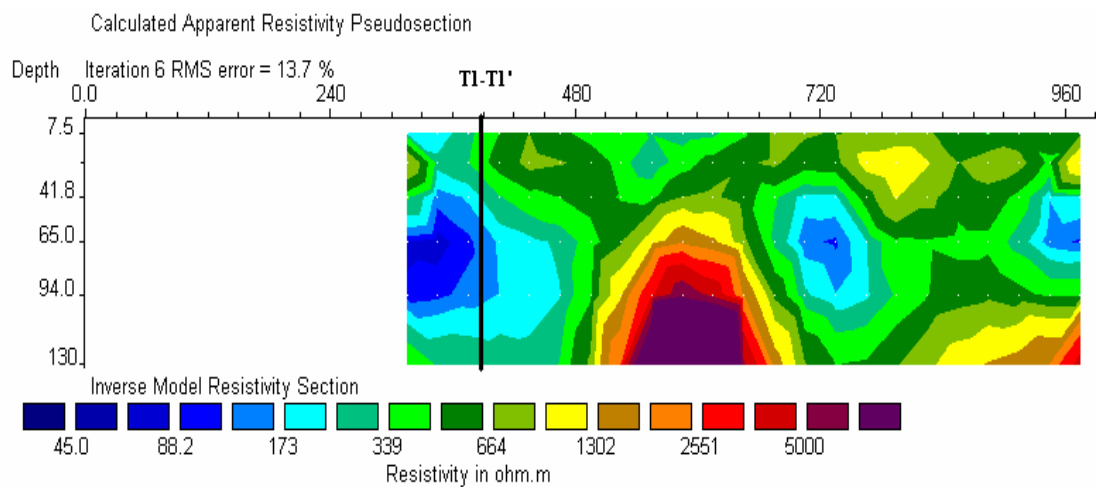 Calculated Apparent Resistivity Pseudosection
Depth Iteration 6 RMS error = 13.7 %
T1-T1'
0.0 240 480 720 960
7.5
41.8
65.0
94.0
130.
Inverse Model Resistivity Section
45.0 88.2 173 339 664 1302 2551 5000
Resistivity in ohm.m